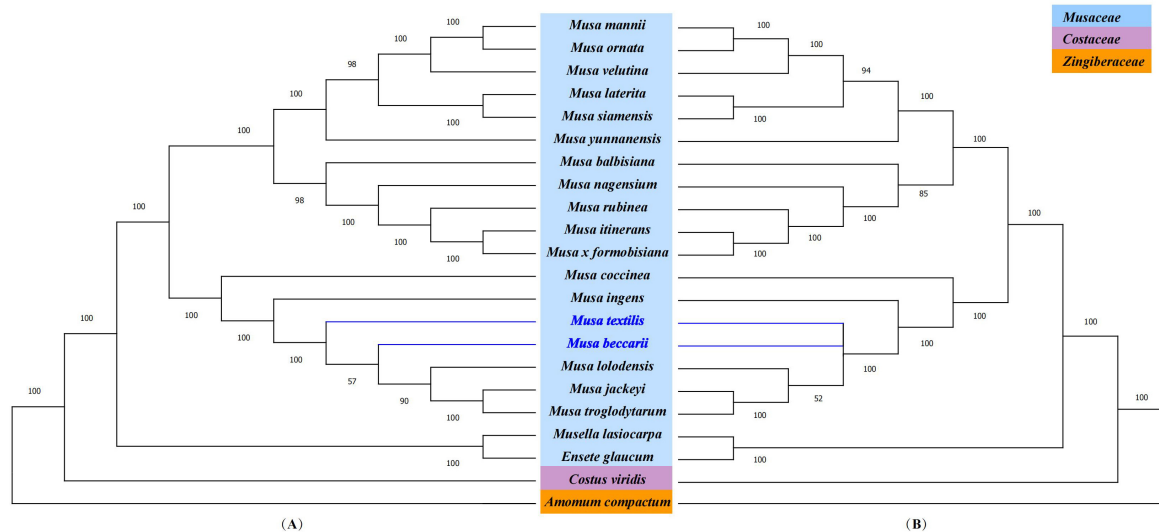 Musaceae
Costaceae
Zingiberaceae
100 Musa mannii 100
100 100 Musa ornata 100
98 Musa velutina 94
100 Musa laterita 100
100 Musa siamensis 100
100 Musa yunnanensis 100
Musa balbisiana
98 Musa nagensium 85
100 Musa rubinea 100
100 Musa itinerans 100
100 100 Musa x formobisiana 100 100
Musa coccinea
Musa ingens
100 100 Musa textilis 100 100
100 Musa beccarii 100
57 Musa lolodensis
90 Musa jackeyi 52
100 100 Musa troglodytarum 100 100
Musella lasiocarpa
100 Ensete glaucum 100
Costus viridis
Amomum compactum
(A) (B)